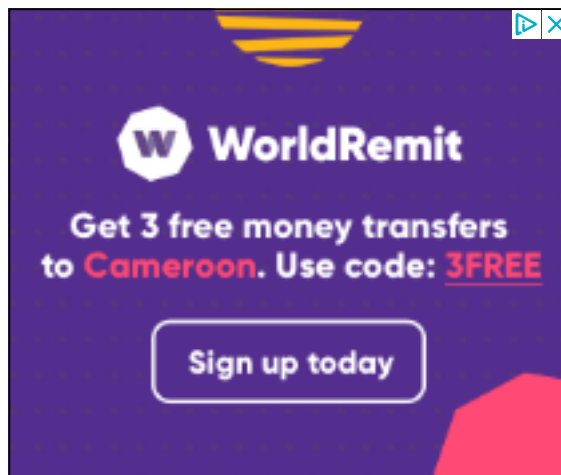 W WorldRemit
Get 3 free money transfers
to Cameroon. Use code: 3FREE
Sign up today